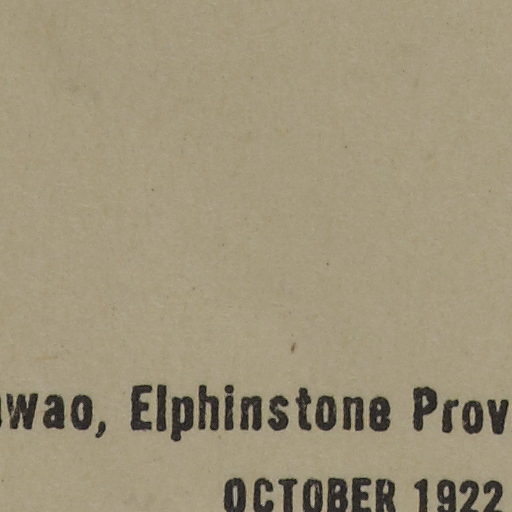 wao, Elphinstone Prov
OCTOBER 1922